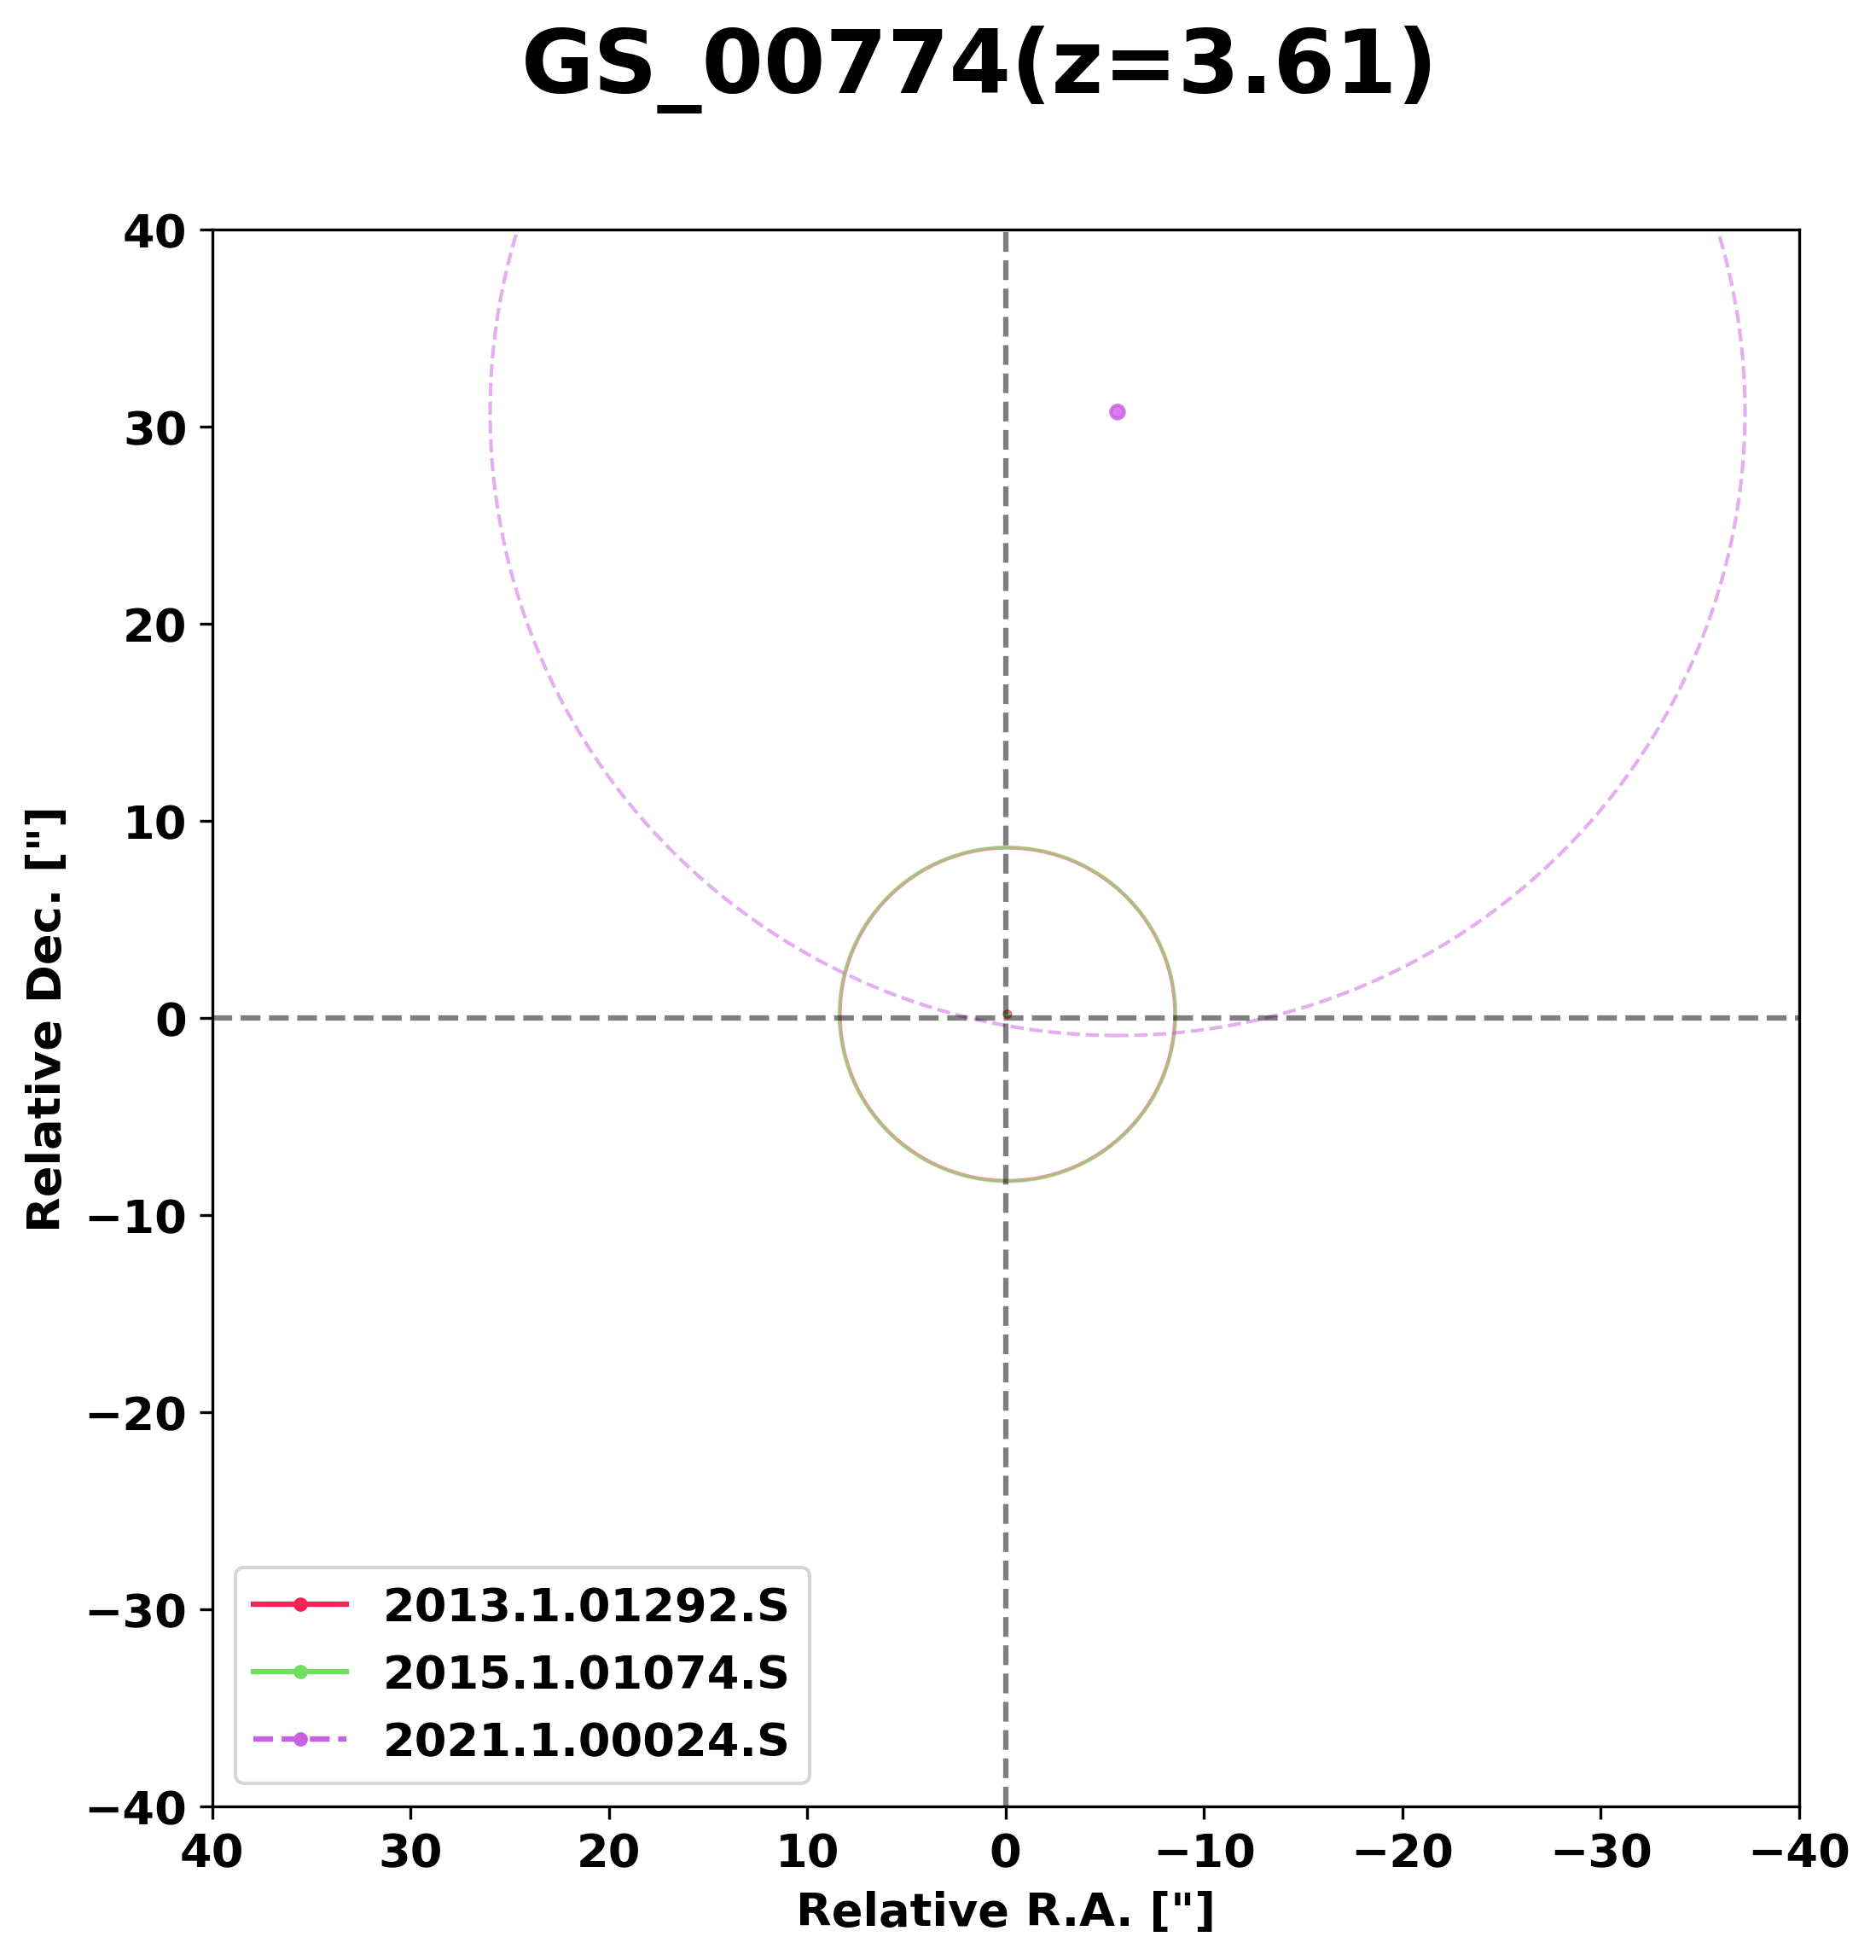 GS_00774(z=3.61)
40
30
20
10
0
−10
−20
−30
−40
Relative Dec. ["]
2013.1.01292.S
2015.1.01074.S
2021.1.00024.S
40 30 20 10 0 −10 −20 −30 −40
Relative R.A. ["]